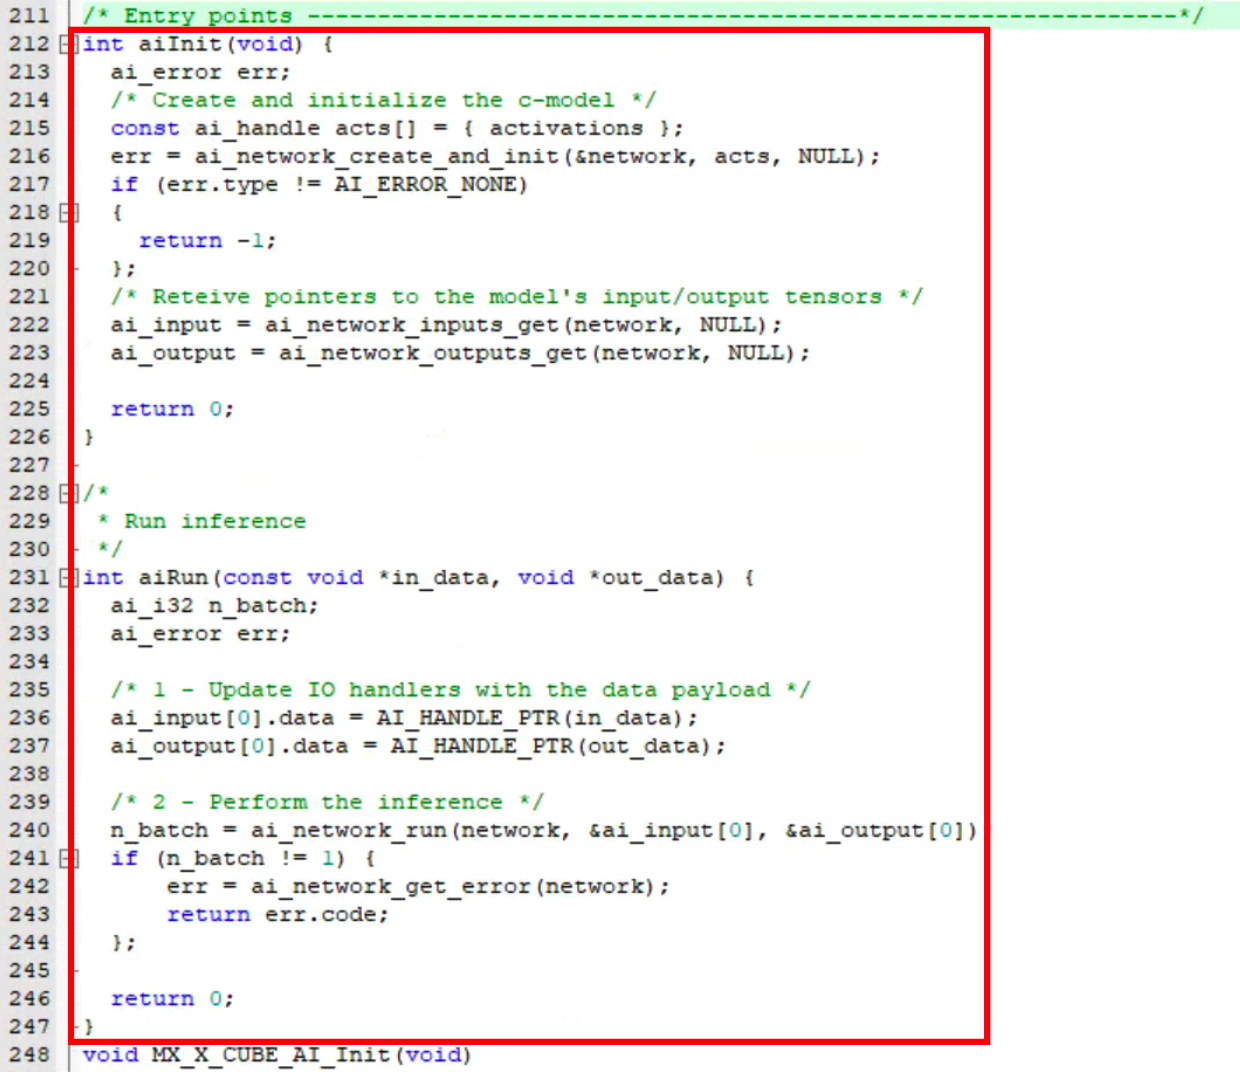 211 /* Entry points --------------------------------------------------------------*/
212 int aiInit(void) {
213   ai_error err;
214   /* Create and initialize the c-model */
215   const ai_handle acts[] = { activations };
216   err = ai_network_create_and_init(&network, acts, NULL);
217   if (err.type != AI_ERROR_NONE)
218   {
219     return -1;
220   };
221   /* Reteive pointers to the model's input/output tensors */
222   ai_input = ai_network_inputs_get(network, NULL);
223   ai_output = ai_network_outputs_get(network, NULL);
224
225   return 0;
226 }
227
228 /*
229  * Run inference
230  */
231 int aiRun(const void *in_data, void *out_data) {
232   ai_i32 n_batch;
233   ai_error err;
234
235   /* 1 - Update IO handlers with the data payload */
236   ai_input[0].data = AI_HANDLE_PTR(in_data);
237   ai_output[0].data = AI_HANDLE_PTR(out_data);
238
239   /* 2 - Perform the inference */
240   n_batch = ai_network_run(network, &ai_input[0], &ai_output[0])
241   if (n_batch != 1) {
242       err = ai_network_get_error(network);
243       return err.code;
244   };
245
246   return 0;
247 }
248 void MX_X_CUBE_AI_Init(void)